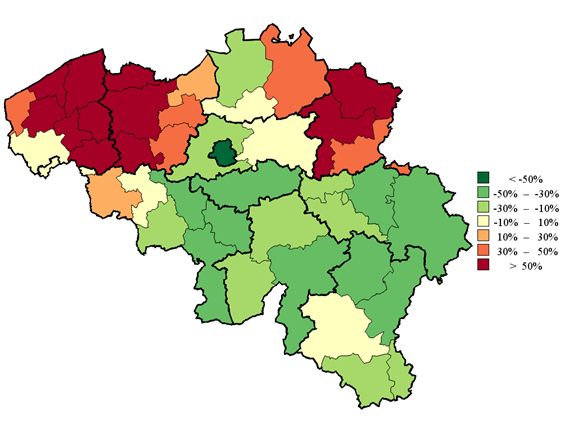 < -50%
-50% – -30%
-30% – -10%
-10% – 10%
10% – 30%
30% – 50%
> 50%